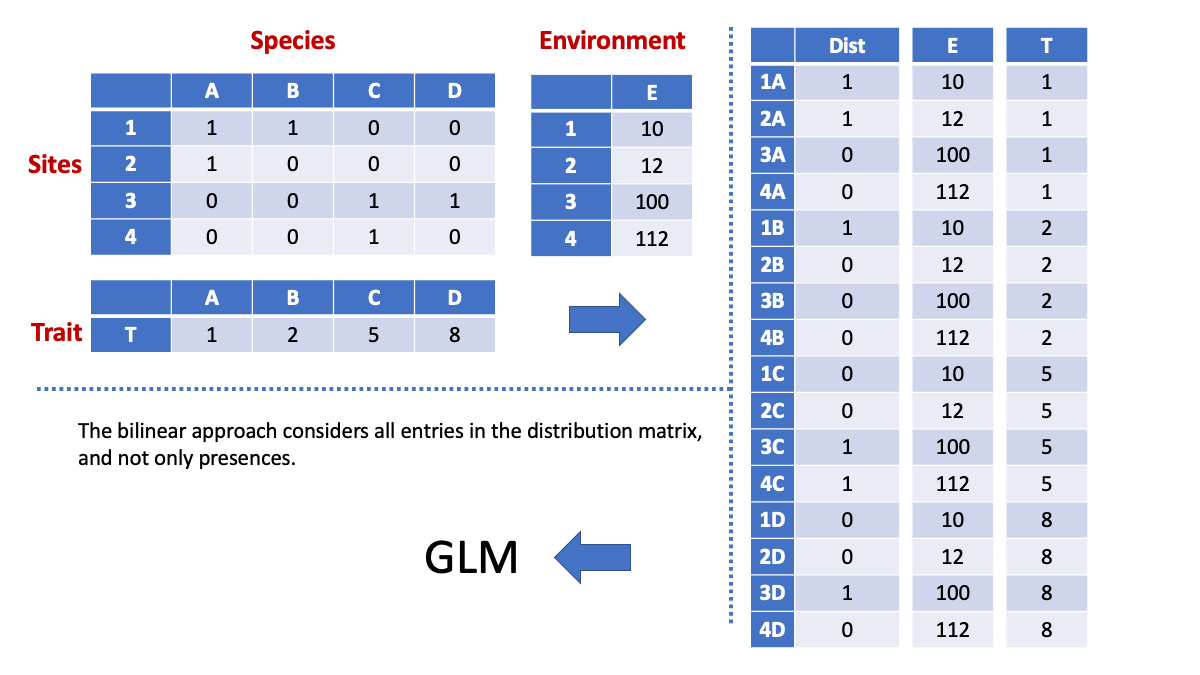 Species
A B C D
1 1 1 0 0
Sites 2 1 0 0 0
3 0 0 1 1
4 0 0 1 0
Environment
E
1 10
2 12
3 100
4 112
A B C D
Trait T 1 2 5 8
The bilinear approach considers all entries in the distribution matrix,
and not only presences.
GLM
Dist E T
1A 1 10 1
2A 1 12 1
3A 0 100 1
4A 0 112 1
1B 1 10 2
2B 0 12 2
3B 0 100 2
4B 0 112 2
1C 0 10 5
2C 0 12 5
3C 1 100 5
4C 1 112 5
1D 0 10 8
2D 0 12 8
3D 1 100 8
4D 0 112 8